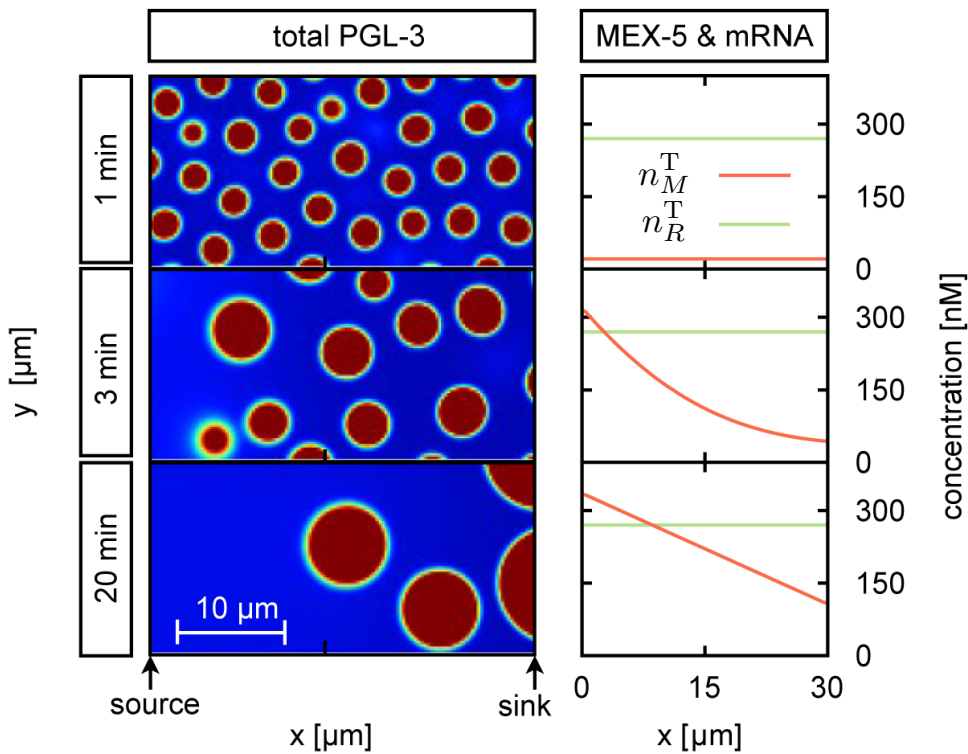 total PGL-3
MEX-5 & mRNA
1 min
3 min
20 min
y [µm]
10 µm
source
sink
x [µm]
n_M^T
n_R^T
300
150
0
300
150
0
300
150
0
concentration [nM]
0 15 30
x [µm]